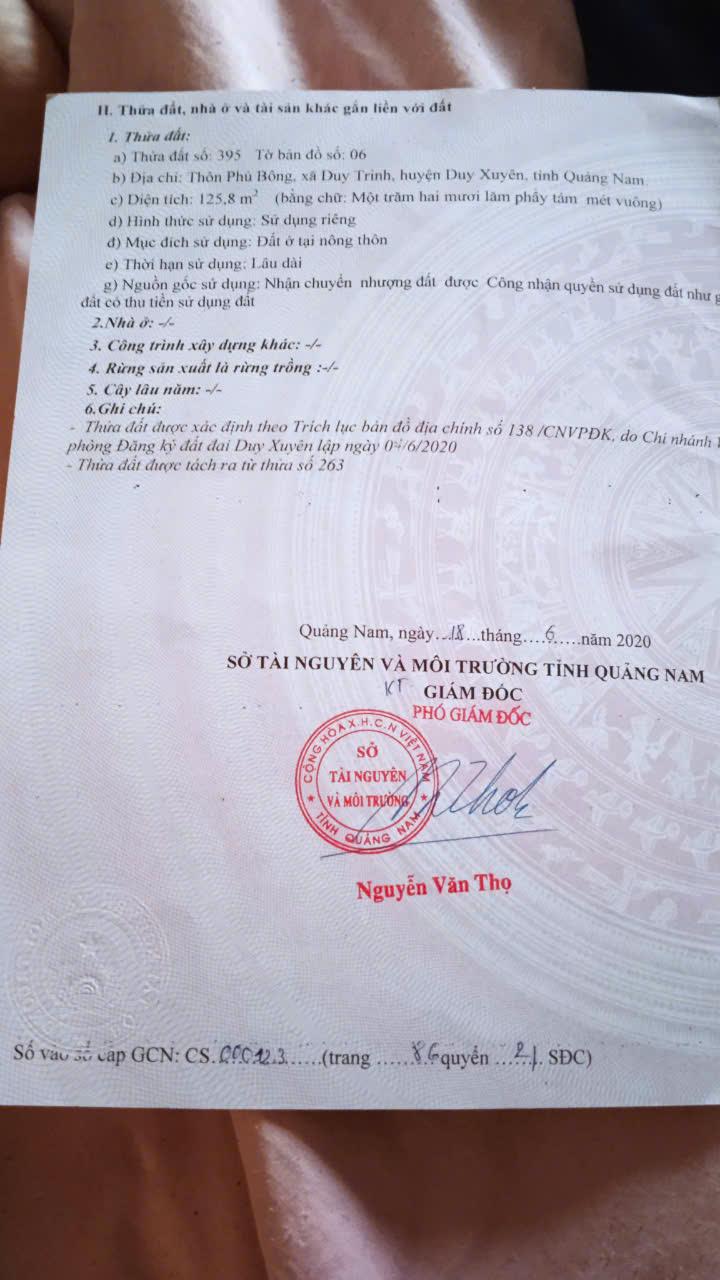 II. Thửa đất, nhà ở và tài sản khác gắn liền với đất
1. Thửa đất:
a) Thửa đất số: 395 Tờ bản đồ số: 06
b) Địa chỉ: Thôn Phú Bông, xã Duy Trinh, huyện Duy Xuyên, tỉnh Quảng Nam.
c) Diện tích: 125,8 m² (bằng chữ: Một trăm hai mươi lăm phẩy tám mét vuông)
d) Hình thức sử dụng: Sử dụng riêng
đ) Mục đích sử dụng: Đất ở tại nông thôn
e) Thời hạn sử dụng: Lâu dài
g) Nguồn gốc sử dụng: Nhận chuyển nhượng đất được Công nhận quyền sử dụng đất như g
đất có thu tiền sử dụng đất
2.Nhà ở: -/-
3. Công trình xây dựng khác: -/-
4. Rừng sản xuất là rừng trồng :-/-
5. Cây lâu năm: -/-
6.Ghi chú:
- Thửa đất được xác định theo Trích lục bản đồ địa chính số 138 /CNVPĐK, do Chi nhánh
phòng Đăng ký đất đai Duy Xuyên lập ngày /6/2020
- Thửa đất được tách ra từ thửa số 263
Quảng Nam, ngày...18...tháng....6.....năm 2020
SỞ TÀI NGUYÊN VÀ MÔI TRƯỜNG TỈNH QUẢNG NAM
KT GIÁM ĐỐC
PHÓ GIÁM ĐỐC
CỘNG HÒA X.H.C.N VIỆT NAM
SỞ
TÀI NGUYÊN
VÀ MÔI TRƯỜNG
TỈNH QUẢNG NAM
Nguyễn Văn Thọ
Số vào sổ cấp GCN: CS.00123......(trang ......86quyển ...21. SĐC)